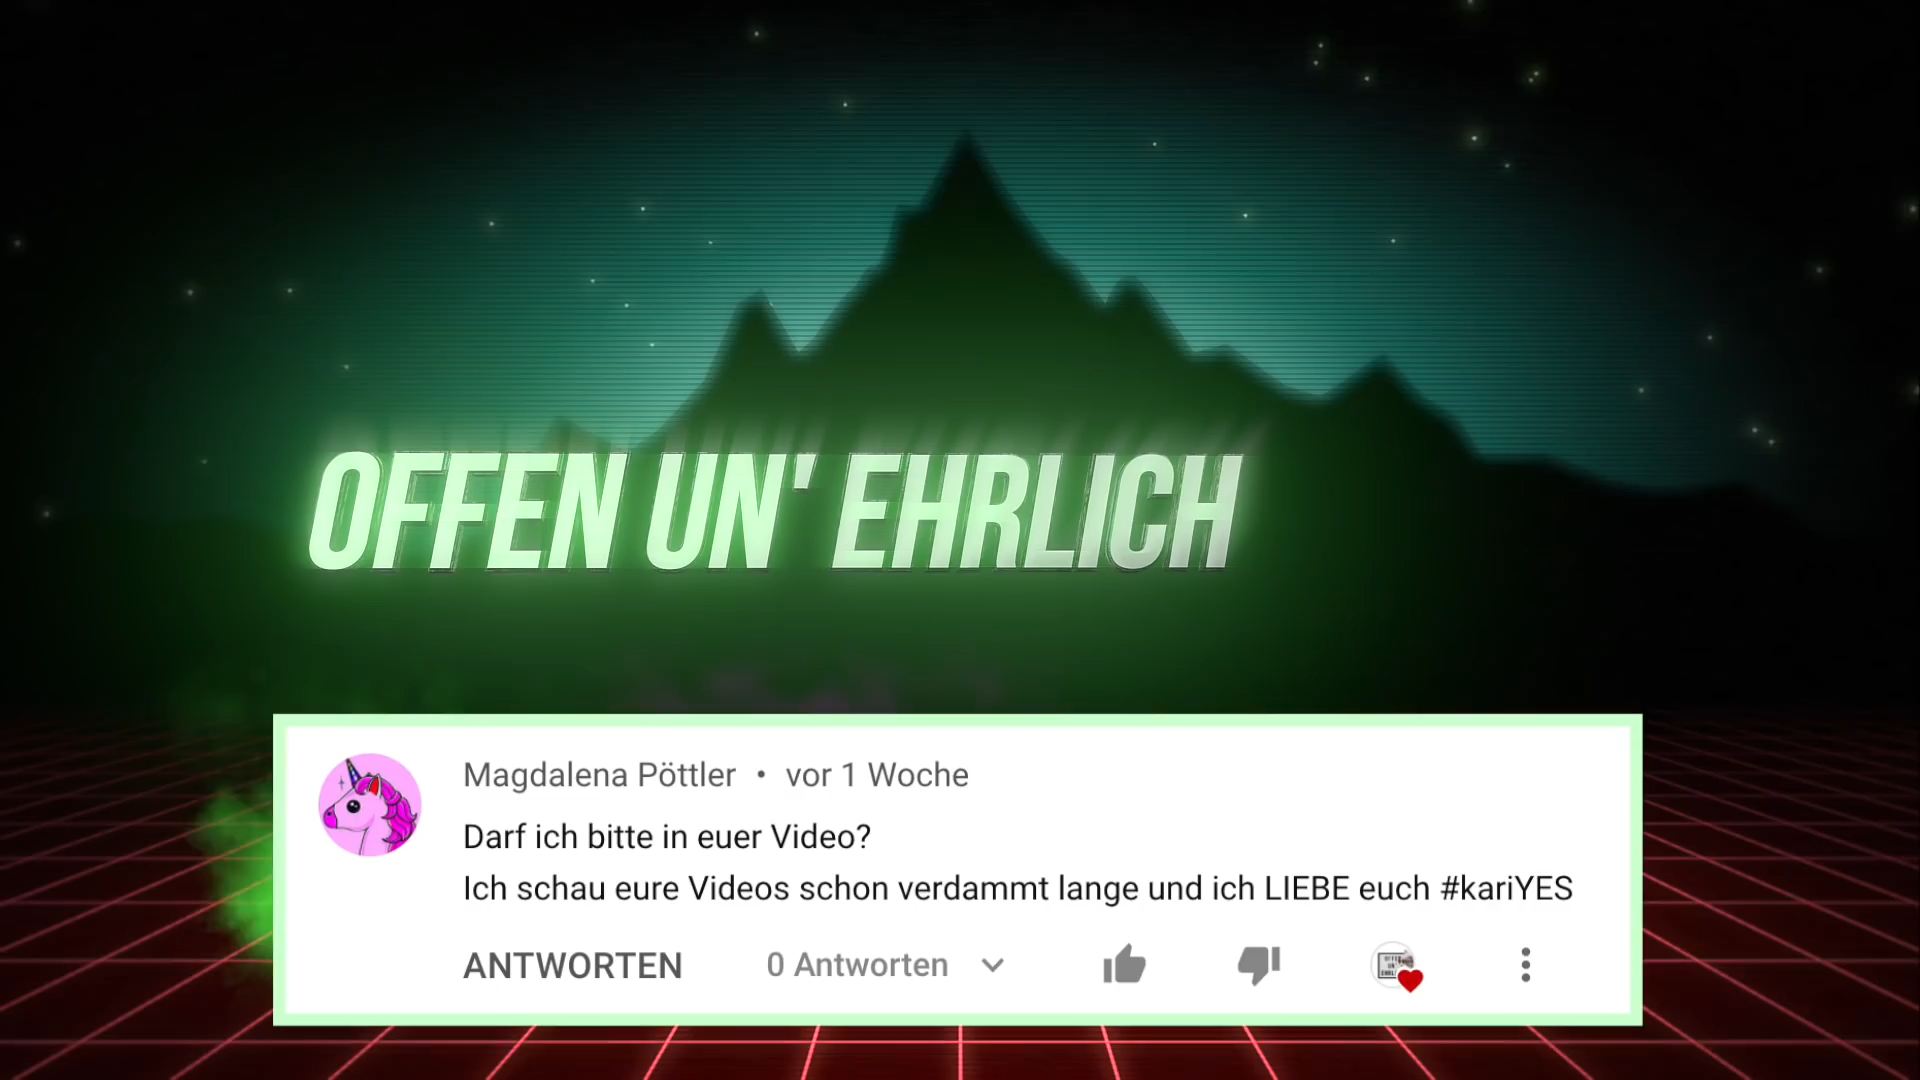 OFFEN UN' EHRLICH
Magdalena Pöttler • vor 1 Woche
Darf ich bitte in euer Video?
Ich schau eure Videos schon verdammt lange und ich LIEBE euch #kariYES
ANTWORTEN 0 Antworten